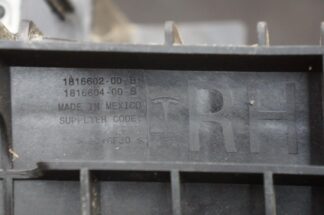 1816602-00 B
1816604-00 B
MADE IN MEXICO
SUPPLIER CODE:
RH